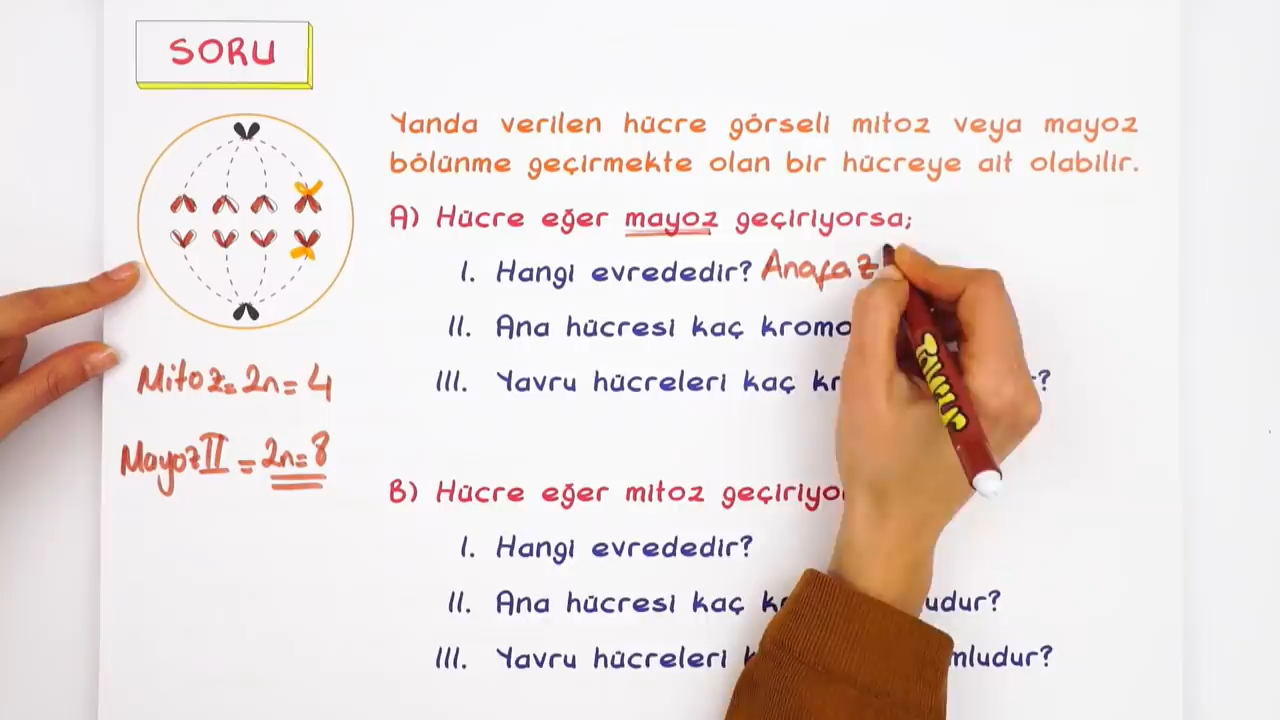 SORU
Yanda verilen hücre görseli mitoz veya mayoz
bölünme geçirmekte olan bir hücreye ait olabilir.
A) Hücre eğer mayoz geçiriyorsa;
I. Hangi evrededir? Anafaz
II. Ana hücresi kaç kromo
III. Yavru hücreleri kaç kr ?
Mitoz = 2n = 4
Mayoz II = 2n = 8
B) Hücre eğer mitoz geçiriyo
I. Hangi evrededir?
II. Ana hücresi kaç k udur?
III. Yavru hücreleri mludur?